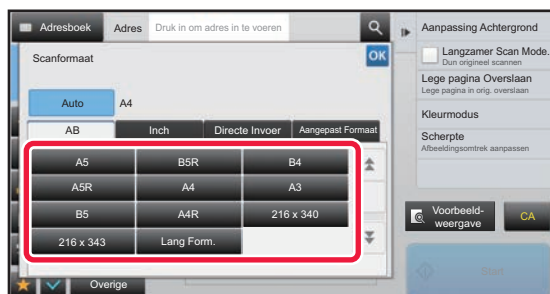 Adresboek
Adres
Druk in om adres in te voeren
Aanpassing Achtergrond
Scanformaat
OK
Langzamer Scan Mode.
Dun origineel scannen
Lege pagina Overslaan
Lege pagina in orig. overslaan
Auto
A4
Kleurmodus
AB
Inch
Directe Invoer
Aangepast Formaat
Scherpte
Afbeeldingsomtrek aanpassen
A5
B5R
B4
A5R
A4
A3
B5
A4R
216 x 340
Voorbeeld-
weergave
CA
216 x 343
Lang Form.
Overige
Start